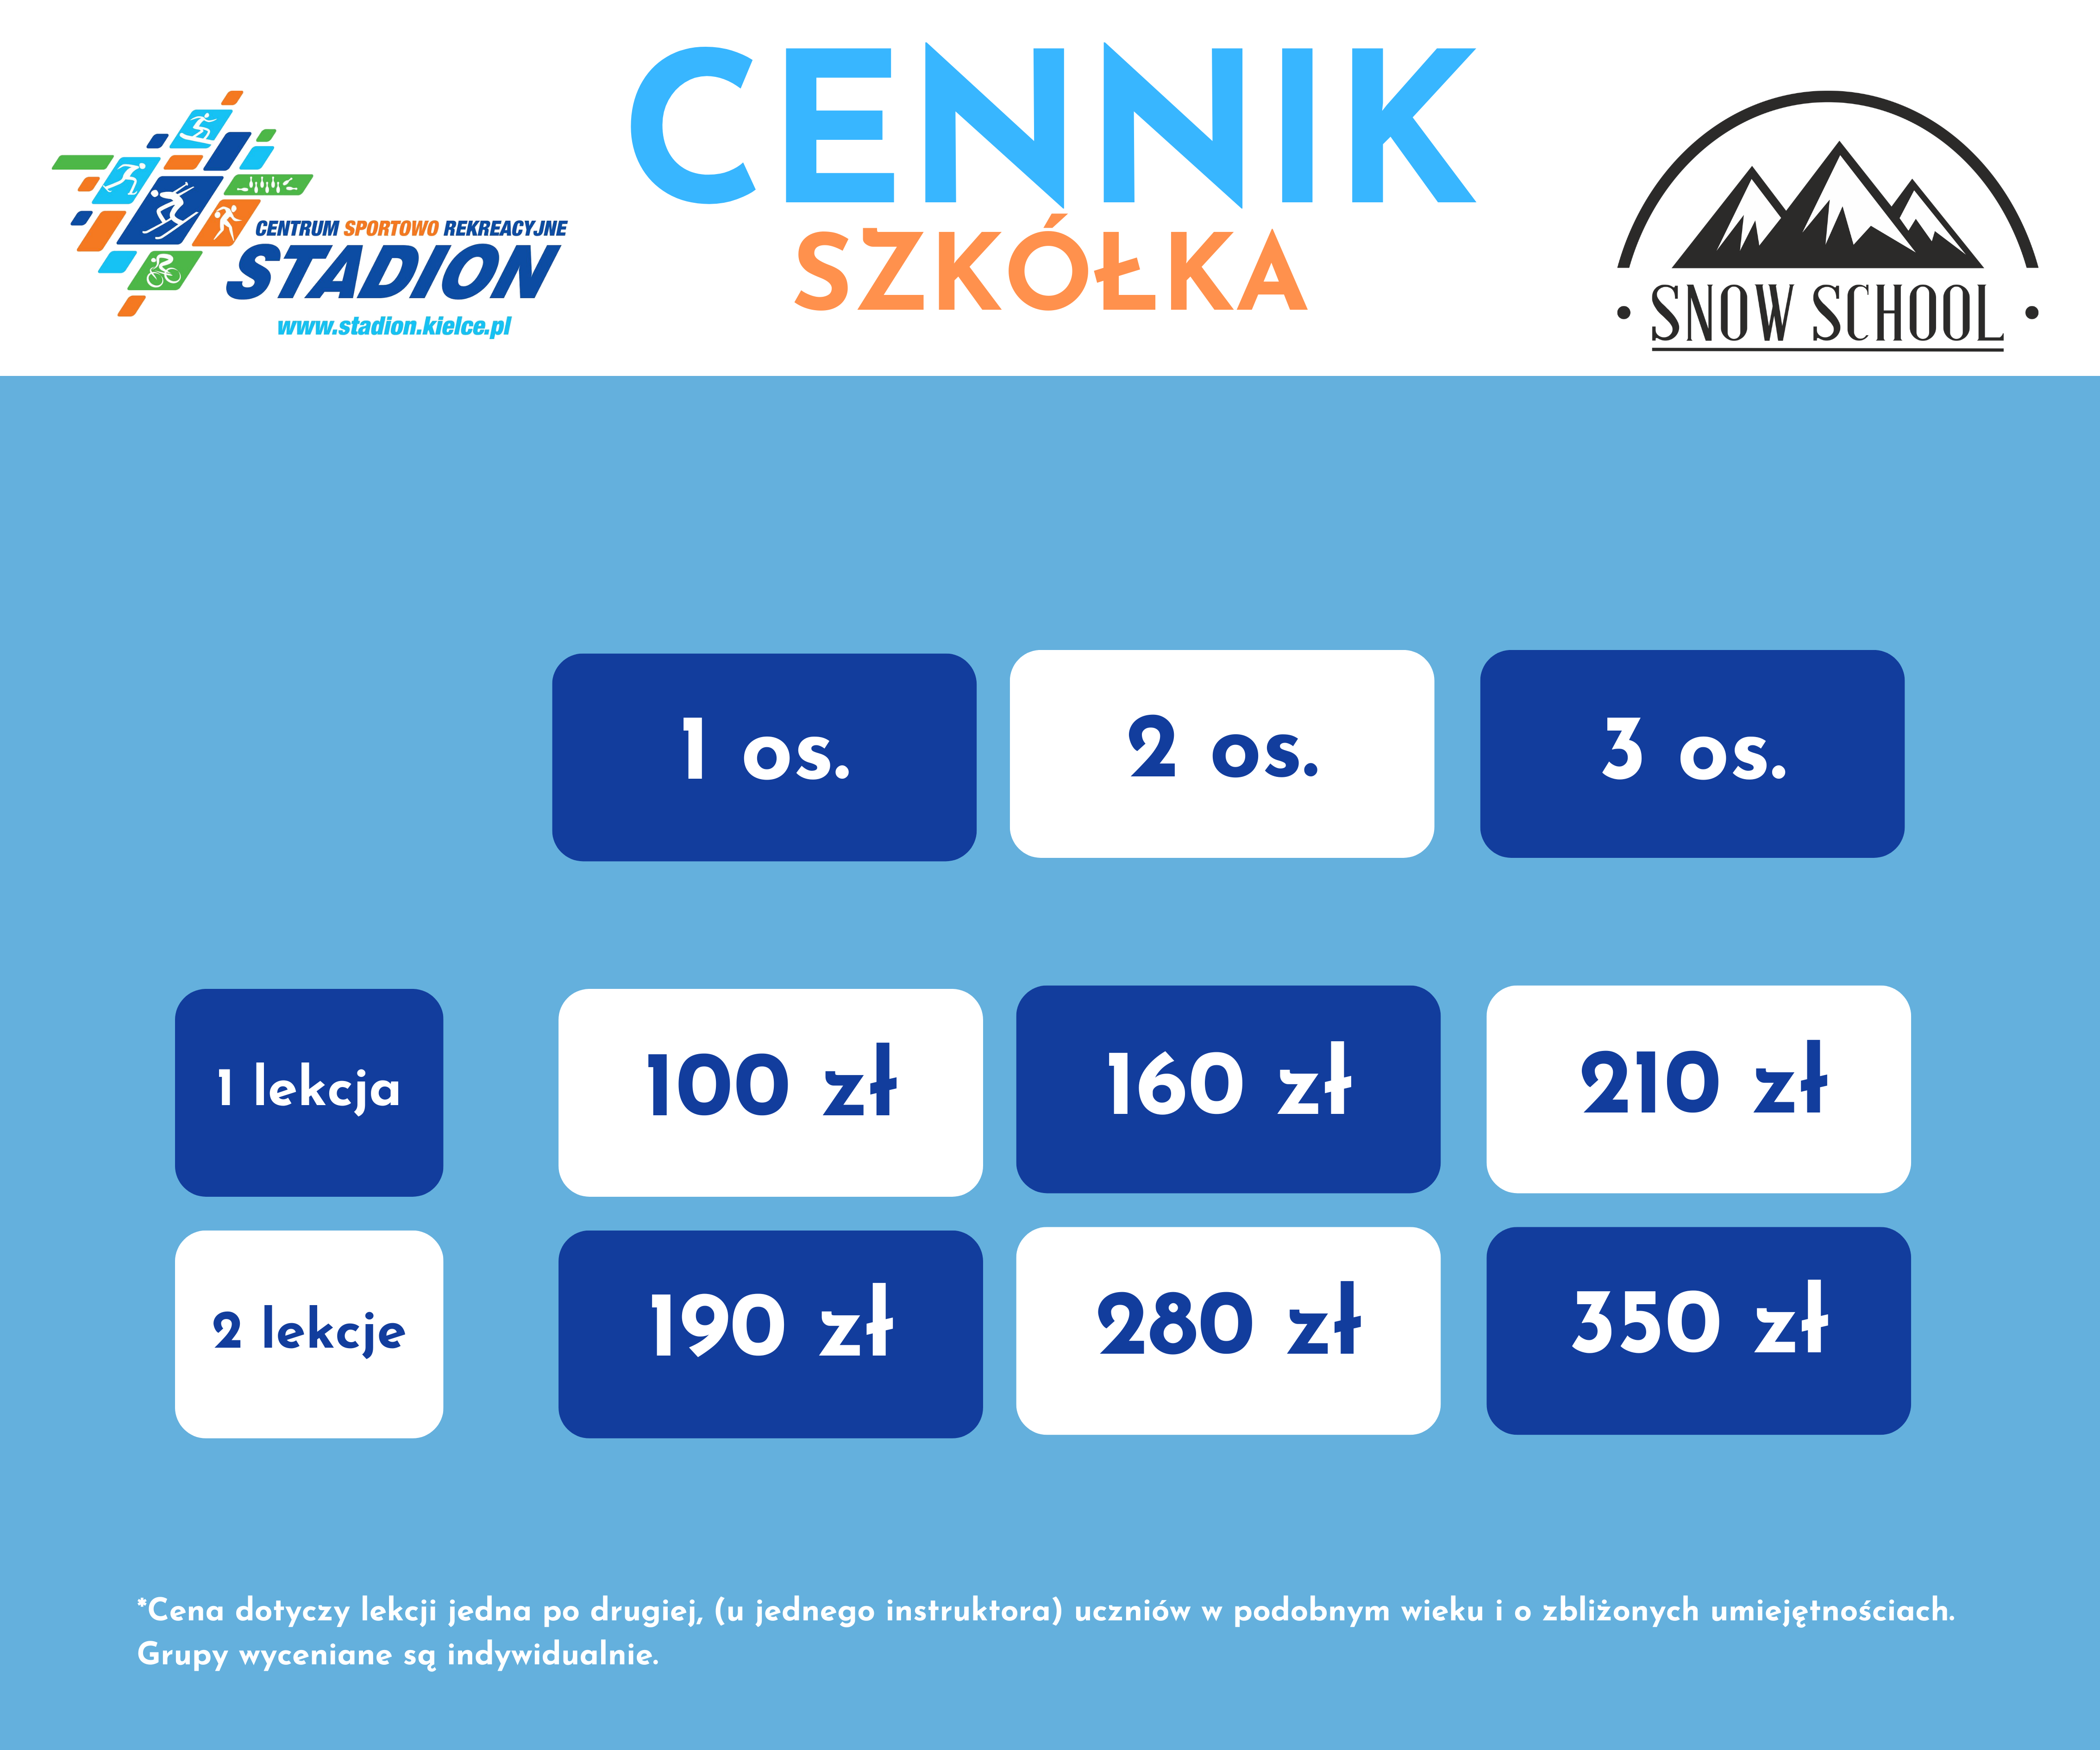 CENNIK
SZKÓŁKA
CENTRUM SPORTOWO REKREACYJNE
STADION
www.stadion.kielce.pl
• SNOW SCHOOL •
1 os.
2 os.
3 os.
1 lekcja
100 zł
160 zł
210 zł
2 lekcje
190 zł
280 zł
350 zł
*Cena dotyczy lekcji jedna po drugiej, (u jednego instruktora) uczniów w podobnym wieku i o zbliżonych umiejętnościach.
Grupy wyceniane są indywidualnie.